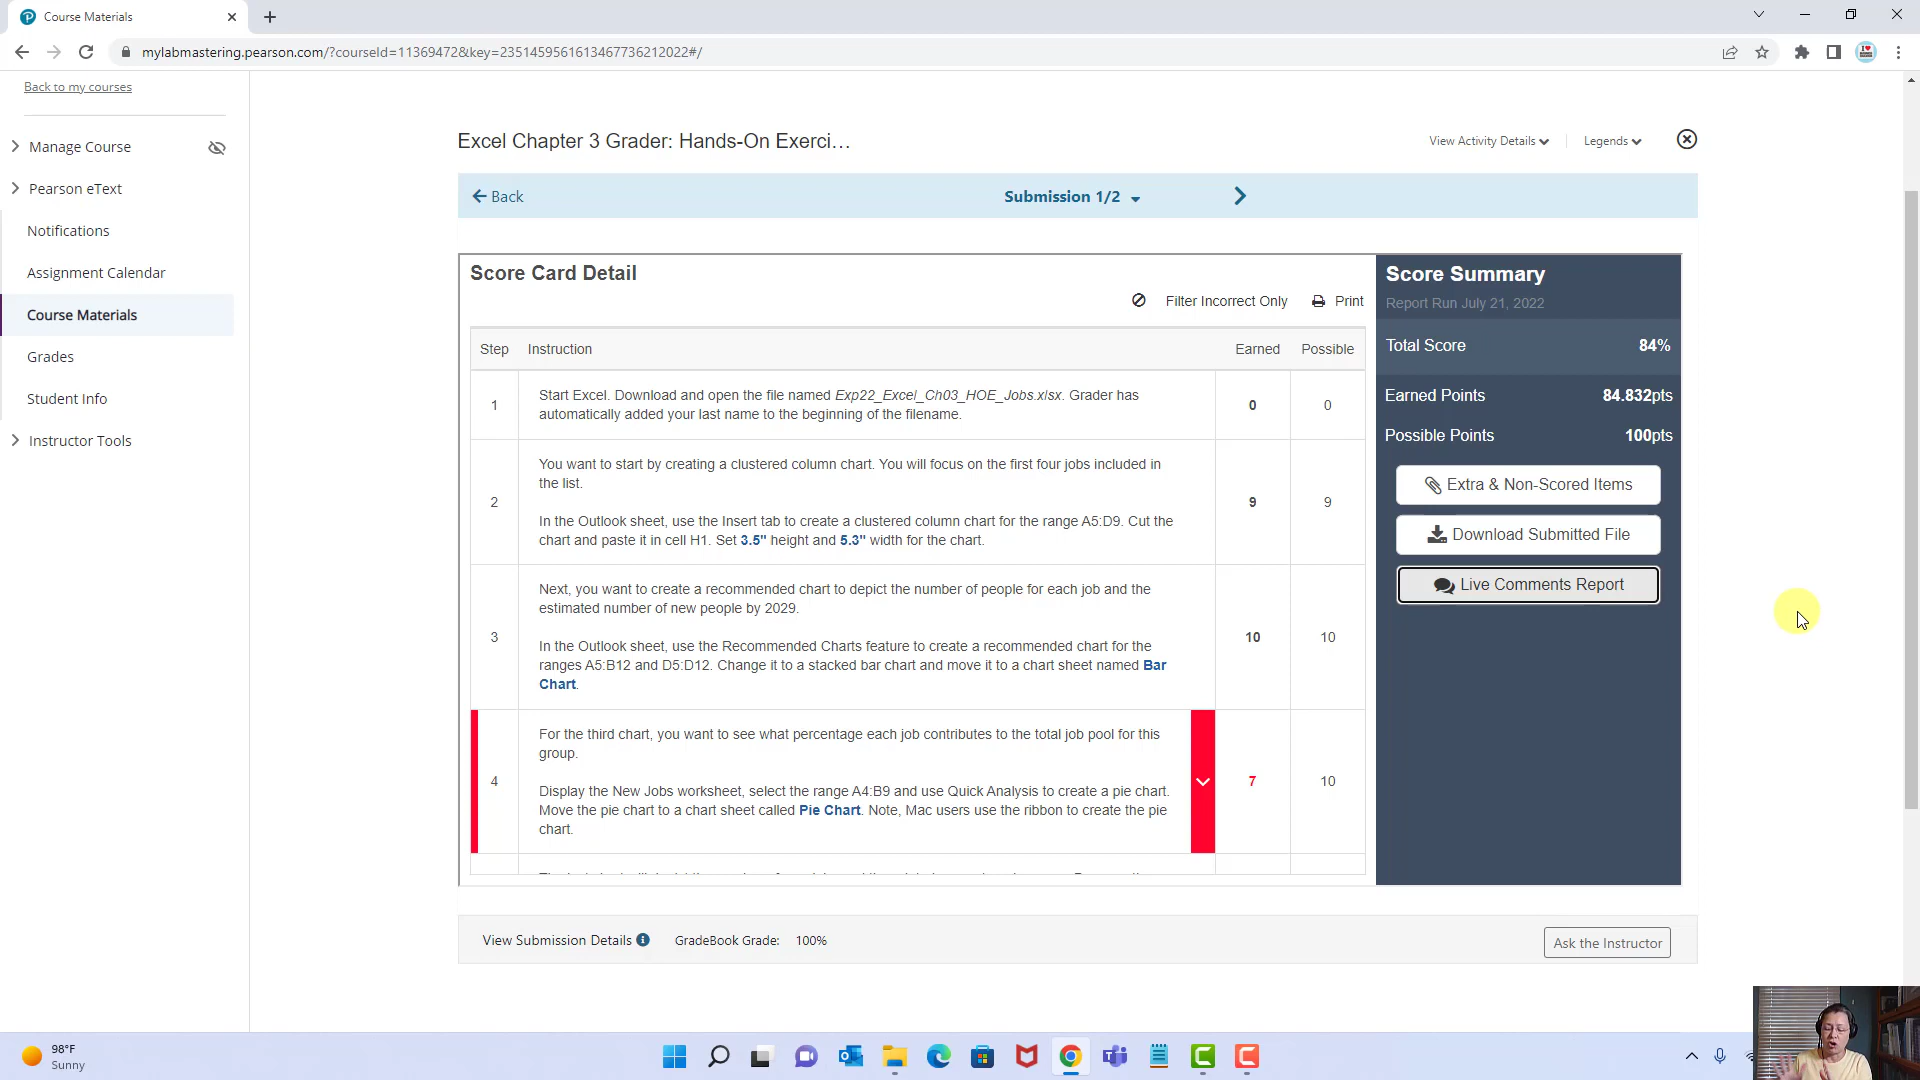 Course Materials
mylabmastering.pearson.com/?courseId=11369472&key=2351459561613467736212022#/
Back to my courses
Manage Course
Pearson eText
Notifications
Assignment Calendar
Course Materials
Grades
Student Info
Instructor Tools
Excel Chapter 3 Grader: Hands-On Exerci…
View Activity Details
Legends
Back
Submission 1/2
Score Card Detail
Filter Incorrect Only
Print
Step Instruction Earned Possible
1
Start Excel. Download and open the file named Exp22_Excel_Ch03_HOE_Jobs.xlsx. Grader has
automatically added your last name to the beginning of the filename.
0 0
You want to start by creating a clustered column chart. You will focus on the first four jobs included in
the list.
2
In the Outlook sheet, use the Insert tab to create a clustered column chart for the range A5:D9. Cut the
chart and paste it in cell H1. Set 3.5" height and 5.3" width for the chart.
9 9
Next, you want to create a recommended chart to depict the number of people for each job and the
estimated number of new people by 2029.
3
In the Outlook sheet, use the Recommended Charts feature to create a recommended chart for the
ranges A5:B12 and D5:D12. Change it to a stacked bar chart and move it to a chart sheet named Bar
Chart.
10 10
For the third chart, you want to see what percentage each job contributes to the total job pool for this
group.
4
Display the New Jobs worksheet, select the range A4:B9 and use Quick Analysis to create a pie chart.
Move the pie chart to a chart sheet called Pie Chart. Note, Mac users use the ribbon to create the pie
chart.
7 10
Score Summary
Report Run July 21, 2022
Total Score 84%
Earned Points 84.832pts
Possible Points 100pts
Extra & Non-Scored Items
Download Submitted File
Live Comments Report
View Submission Details
GradeBook Grade: 100%
Ask the Instructor
98°F
Sunny